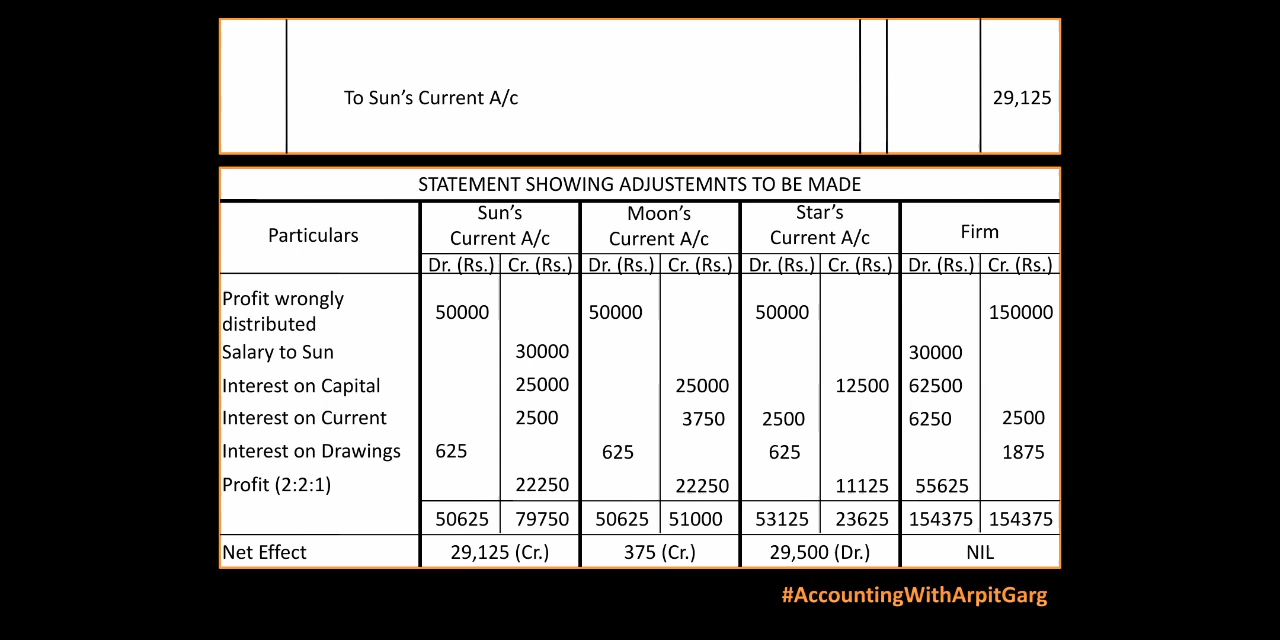 To Sun's Current A/c 29,125
STATEMENT SHOWING ADJUSTEMNTS TO BE MADE
Particulars Sun's Current A/c Moon's Current A/c Star's Current A/c Firm
Dr. (Rs.) Cr. (Rs.) Dr. (Rs.) Cr. (Rs.) Dr. (Rs.) Cr. (Rs.) Dr. (Rs.) Cr. (Rs.)
Profit wrongly distributed 50000 50000 50000 150000
Salary to Sun 30000 30000
Interest on Capital 25000 25000 12500 62500
Interest on Current 2500 3750 2500 6250 2500
Interest on Drawings 625 625 625 1875
Profit (2:2:1) 22250 22250 11125 55625
50625 79750 50625 51000 53125 23625 154375 154375
Net Effect 29,125 (Cr.) 375 (Cr.) 29,500 (Dr.) NIL
#AccountingWithArpitGarg